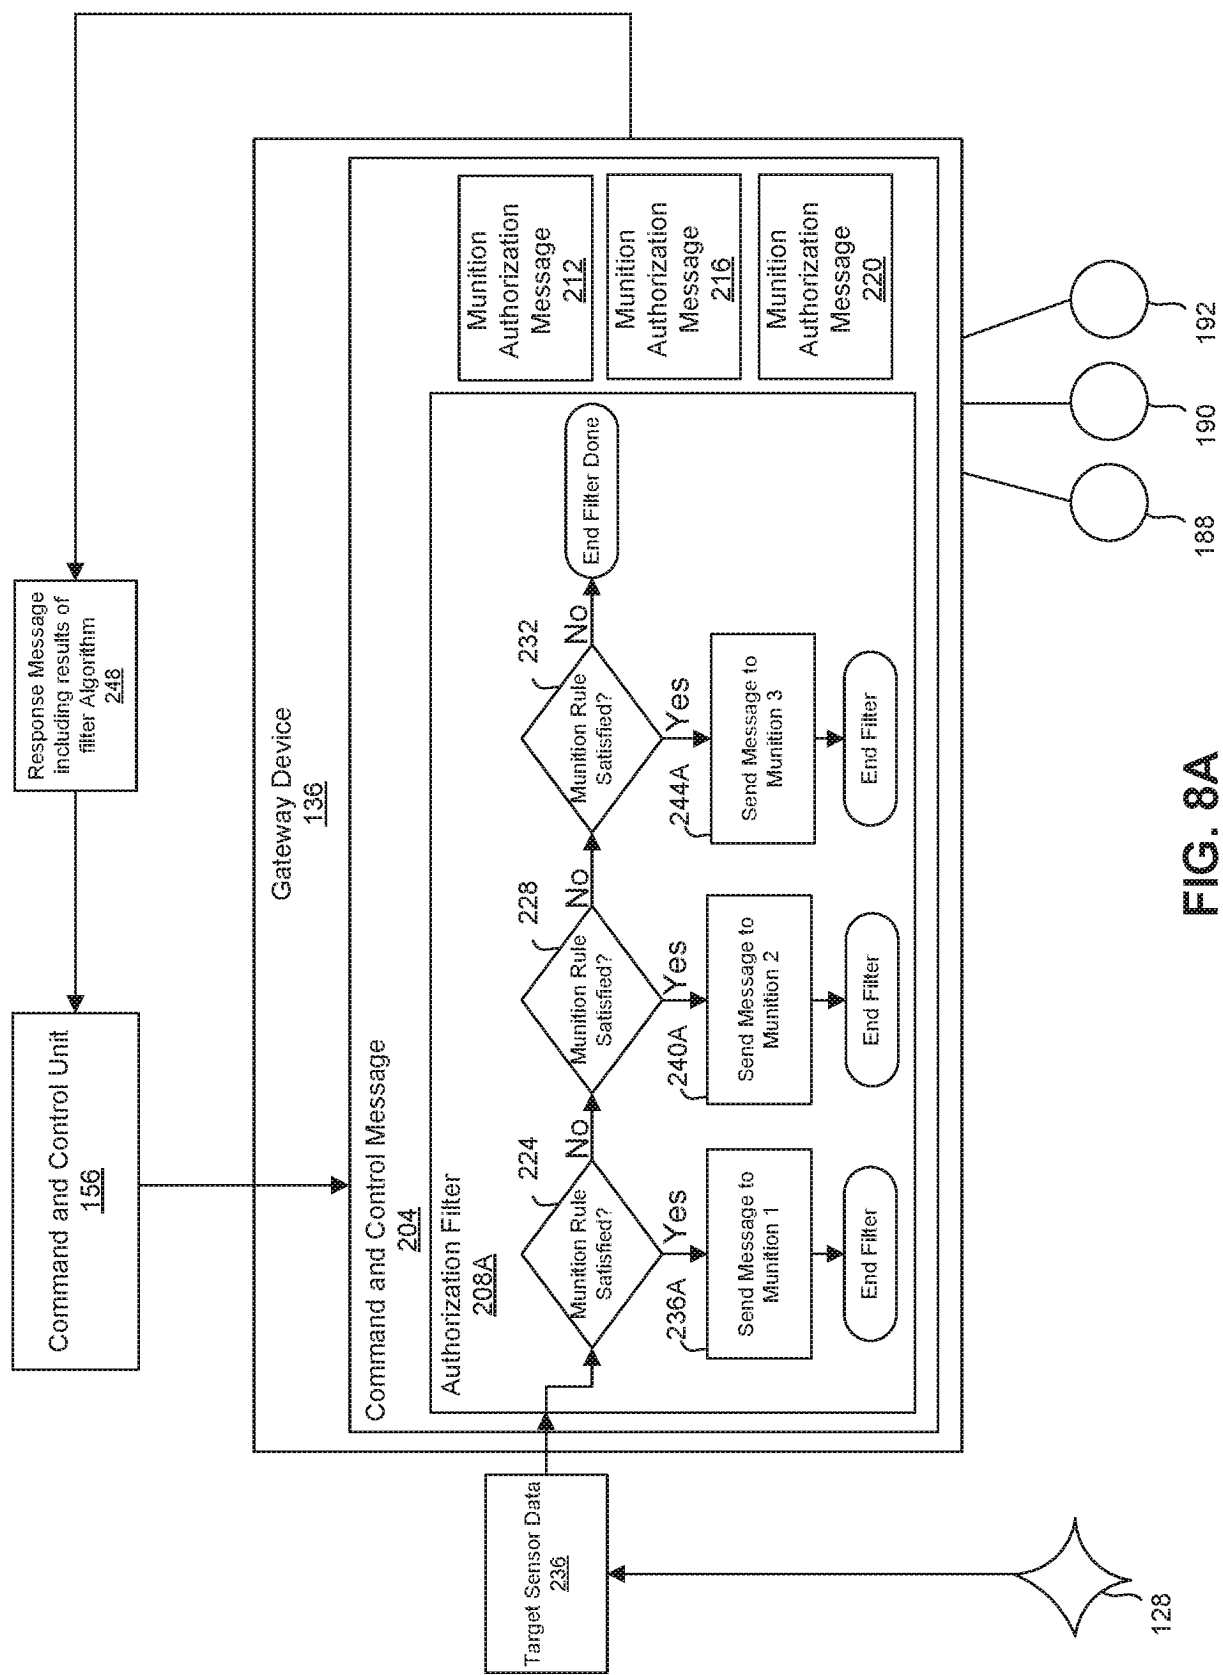 Command and Control Unit
156
Response Message
including results of
filter Algorithm
248
Gateway Device
136
Command and Control Message
204
Authorization Filter
208A
Target Sensor Data
236
Munition Rule
Satisfied?
224
No
Yes
236A
Send Message to
Munition 1
End Filter
Munition Rule
Satisfied?
228
No
Yes
240A
Send Message to
Munition 2
End Filter
Munition Rule
Satisfied?
232
No
Yes
244A
Send Message to
Munition 3
End Filter
End Filter Done
Munition
Authorization
Message
212
Munition
Authorization
Message
216
Munition
Authorization
Message
220
128
188
190
192
FIG. 8A